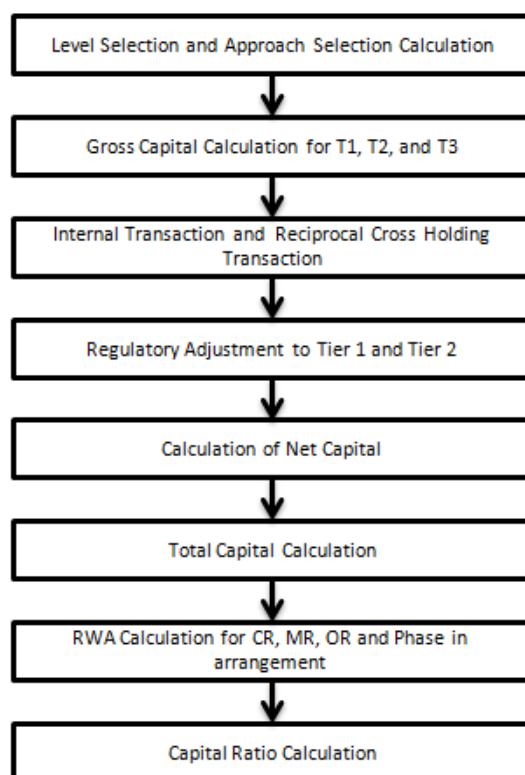 Level Selection and Approach Selection Calculation
Gross Capital Calculation for T1, T2, and T3
Internal Transaction and Reciprocal Cross Holding
Transaction
Regulatory Adjustment to Tier 1 and Tier 2
Calculation of Net Capital
Total Capital Calculation
RWA Calculation for CR, MR, OR and Phase in
arrangement
Capital Ratio Calculation